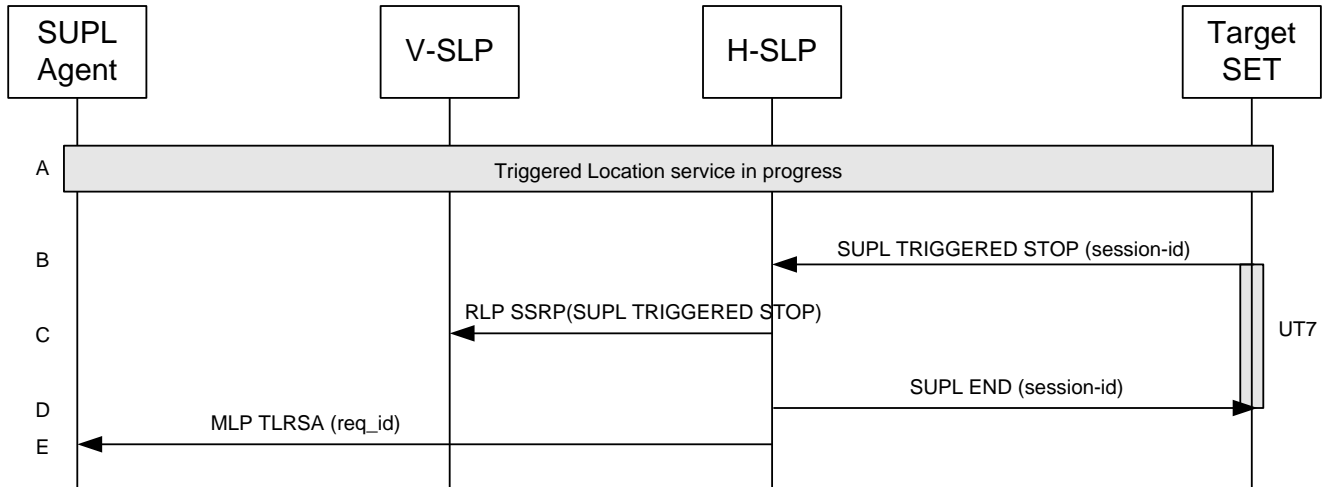 SUPL
Agent
V-SLP
H-SLP
Target
SET
A
Triggered Location service in progress
B
SUPL TRIGGERED STOP (session-id)
RLP SSRP(SUPL TRIGGERED STOP)
C
UT7
SUPL END (session-id)
D
MLP TLRSA (req_id)
E